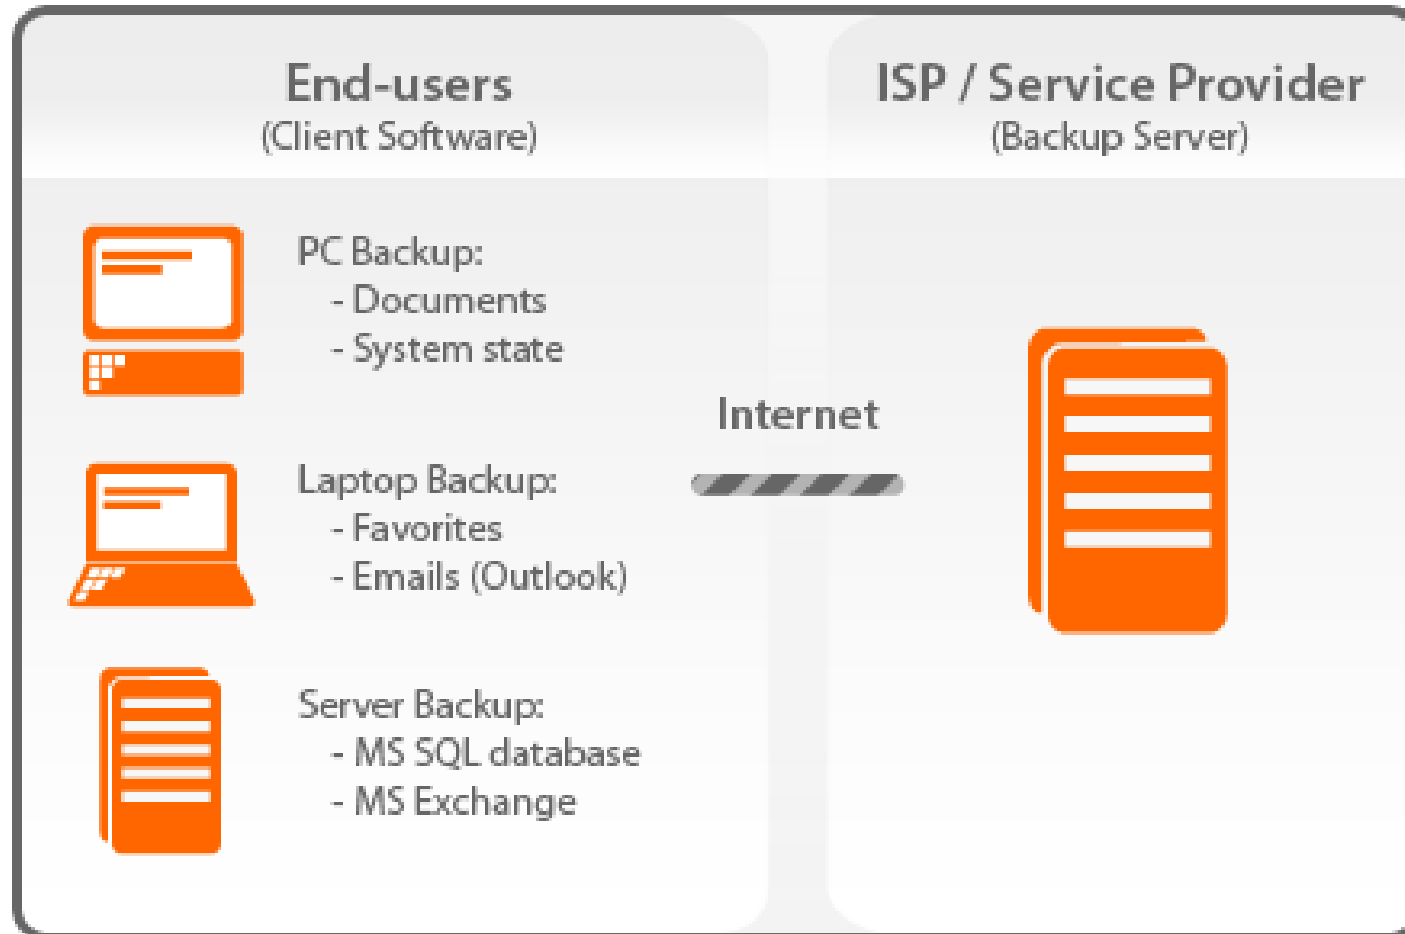 End-users
(Client Software)
PC Backup:
- Documents
- System state
Laptop Backup:
- Favorites
- Emails (Outlook)
Server Backup:
- MS SQL database
- MS Exchange
Internet
ISP / Service Provider
(Backup Server)